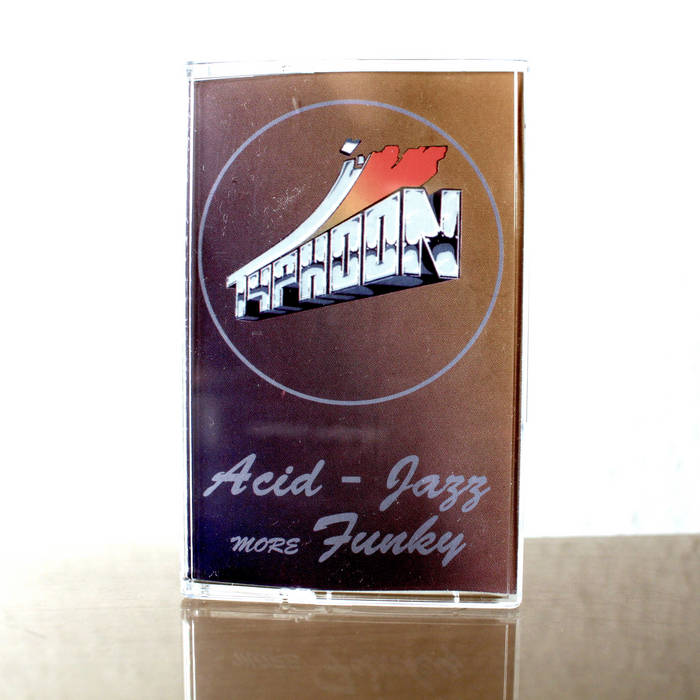 TYPHOON
Acid - Jazz
MORE Funky